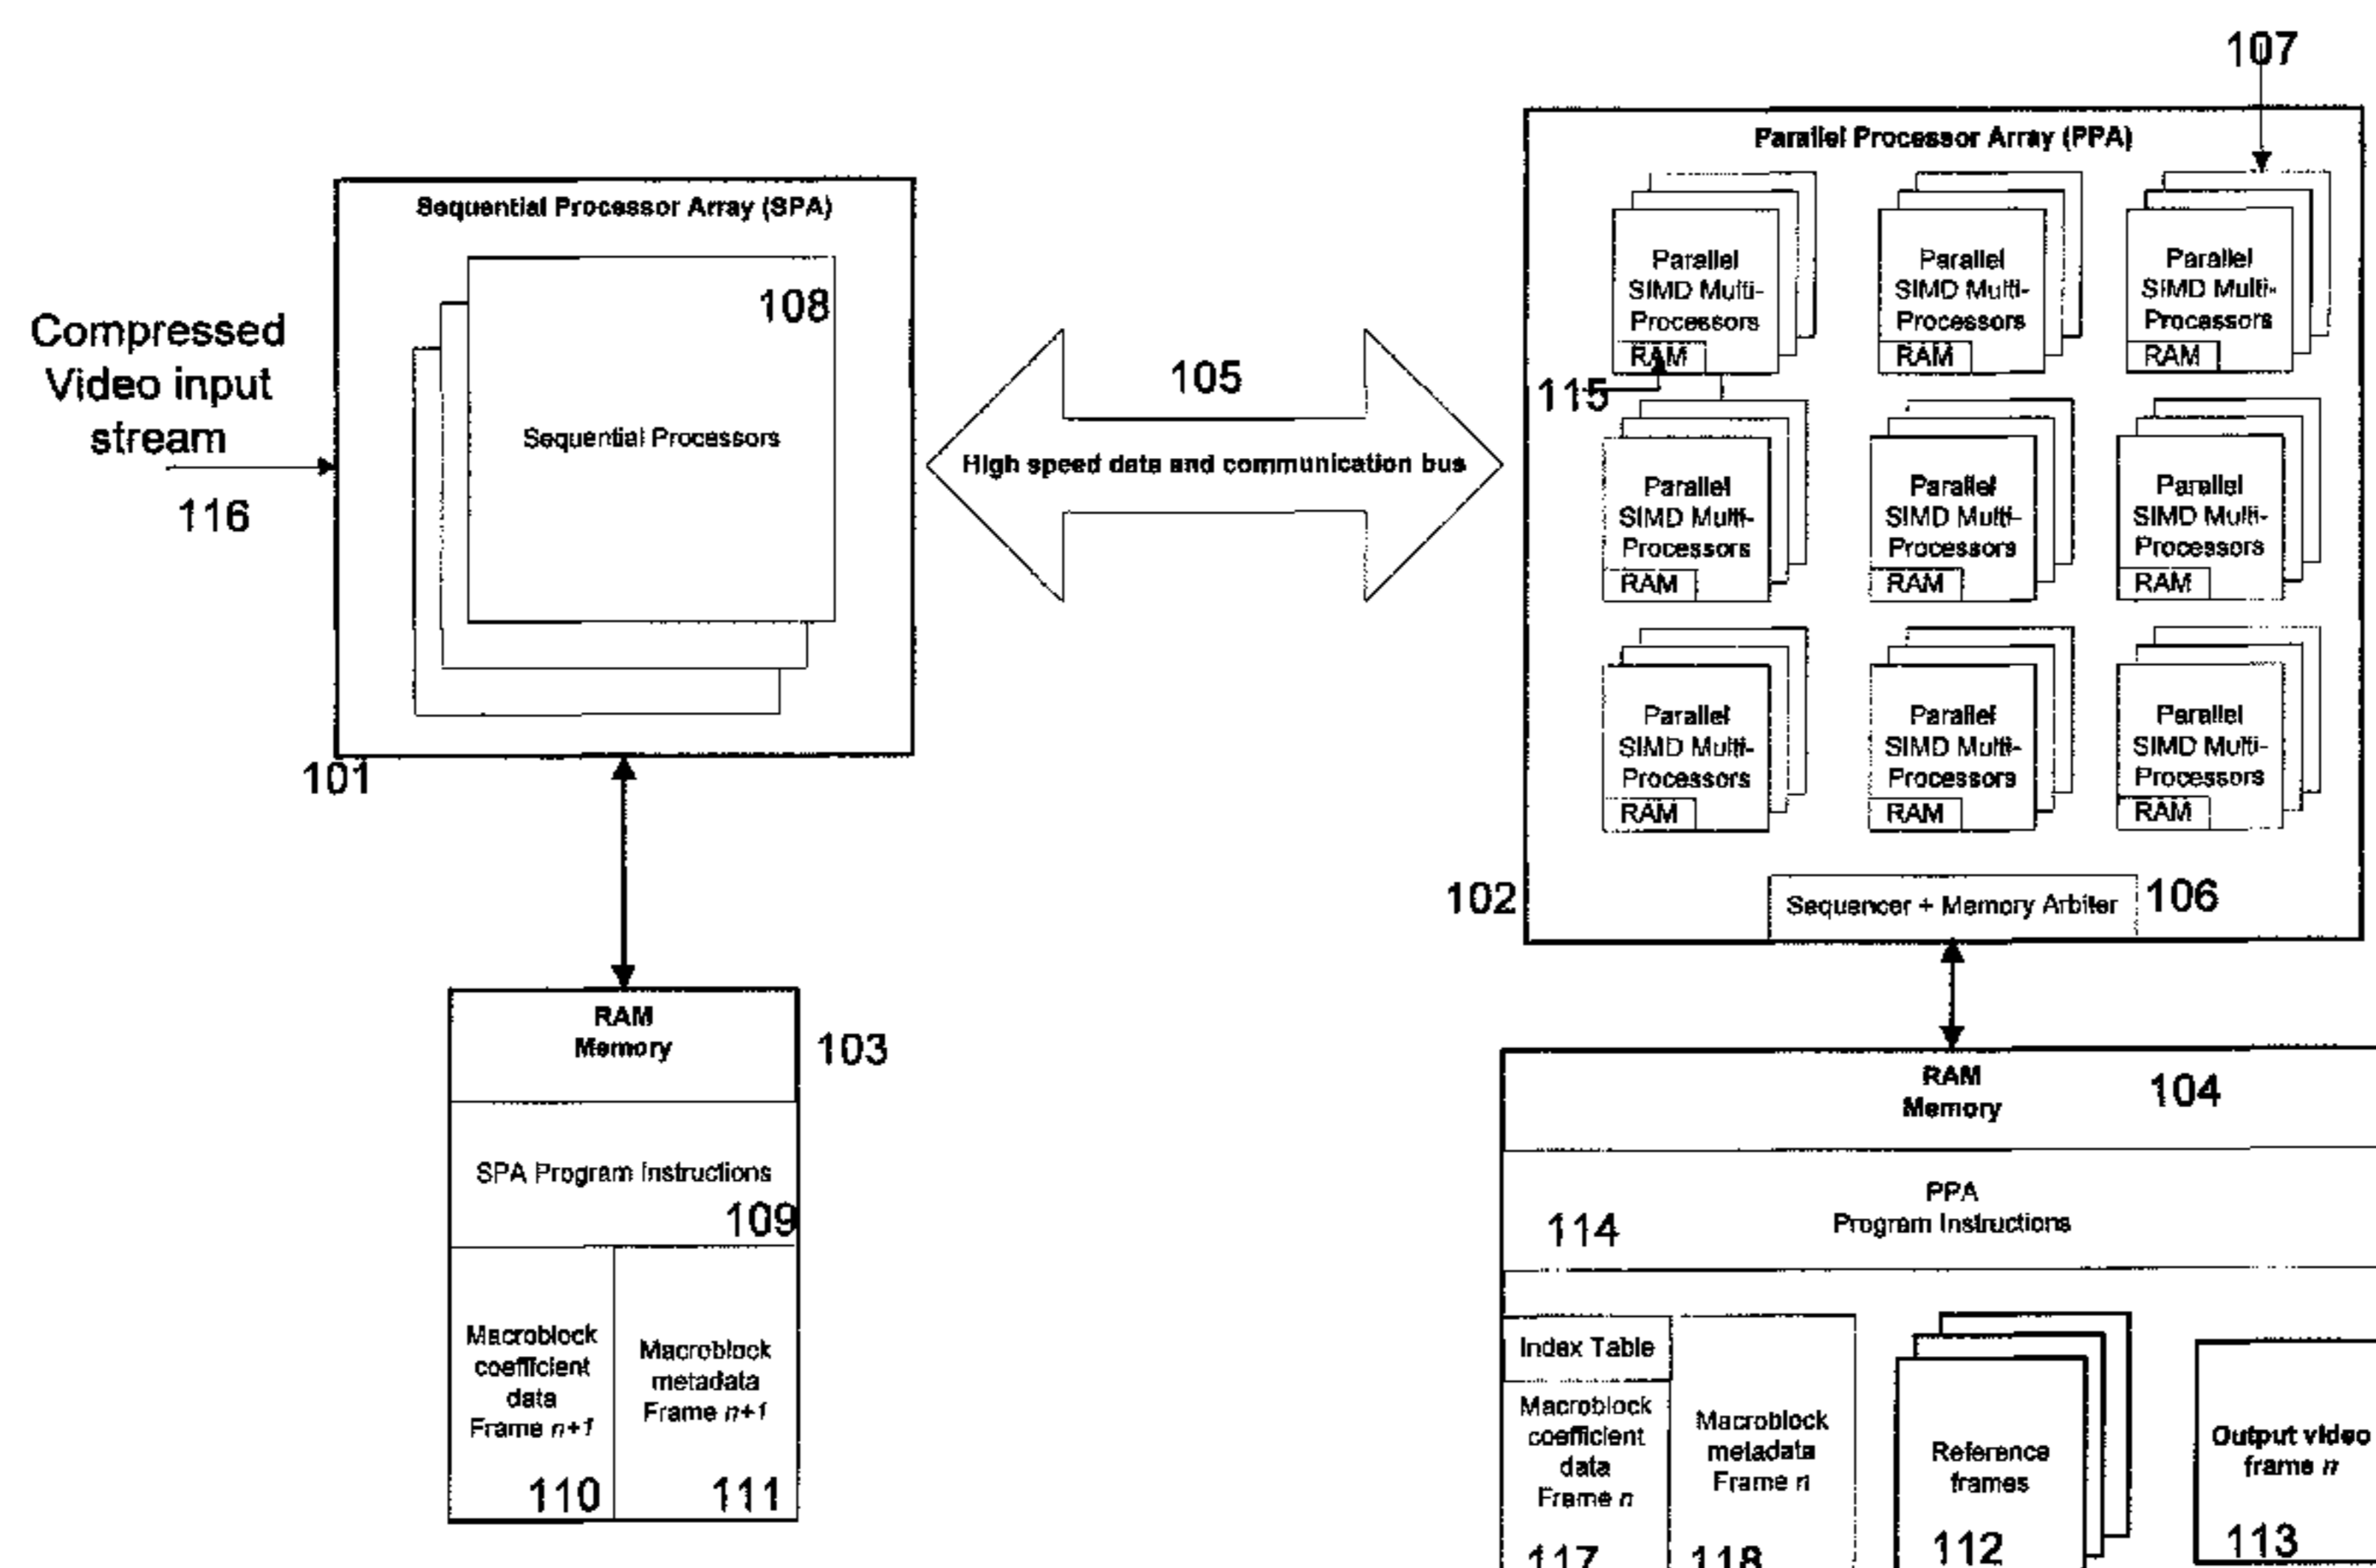 107
Parallel Processor Array (PPA)
Sequential Processor Array (SPA)
108
Sequential Processors
Compressed
Video input
stream
116
105
High speed data and communication bus
Parallel
SIMD Multi-
Processors
RAM
Parallel
SIMD Multi-
Processors
RAM
Parallel
SIMD Multi-
Processors
RAM
115
Parallel
SIMD Multi-
Processors
RAM
Parallel
SIMD Multi-
Processors
RAM
Parallel
SIMD Multi-
Processors
RAM
Parallel
SIMD Multi-
Processors
RAM
Parallel
SIMD Multi-
Processors
RAM
Parallel
SIMD Multi-
Processors
RAM
101
102
Sequencer + Memory Arbiter
106
RAM
Memory
103
SPA Program Instructions
109
Macroblock
coefficient
data
Frame n+1
110
Macroblock
metadata
Frame n+1
111
RAM
Memory
104
PPA
Program Instructions
114
Index Table
Macroblock
coefficient
data
Frame n
117
Macroblock
metadata
Frame n
118
Reference
frames
112
Output video
frame n
113